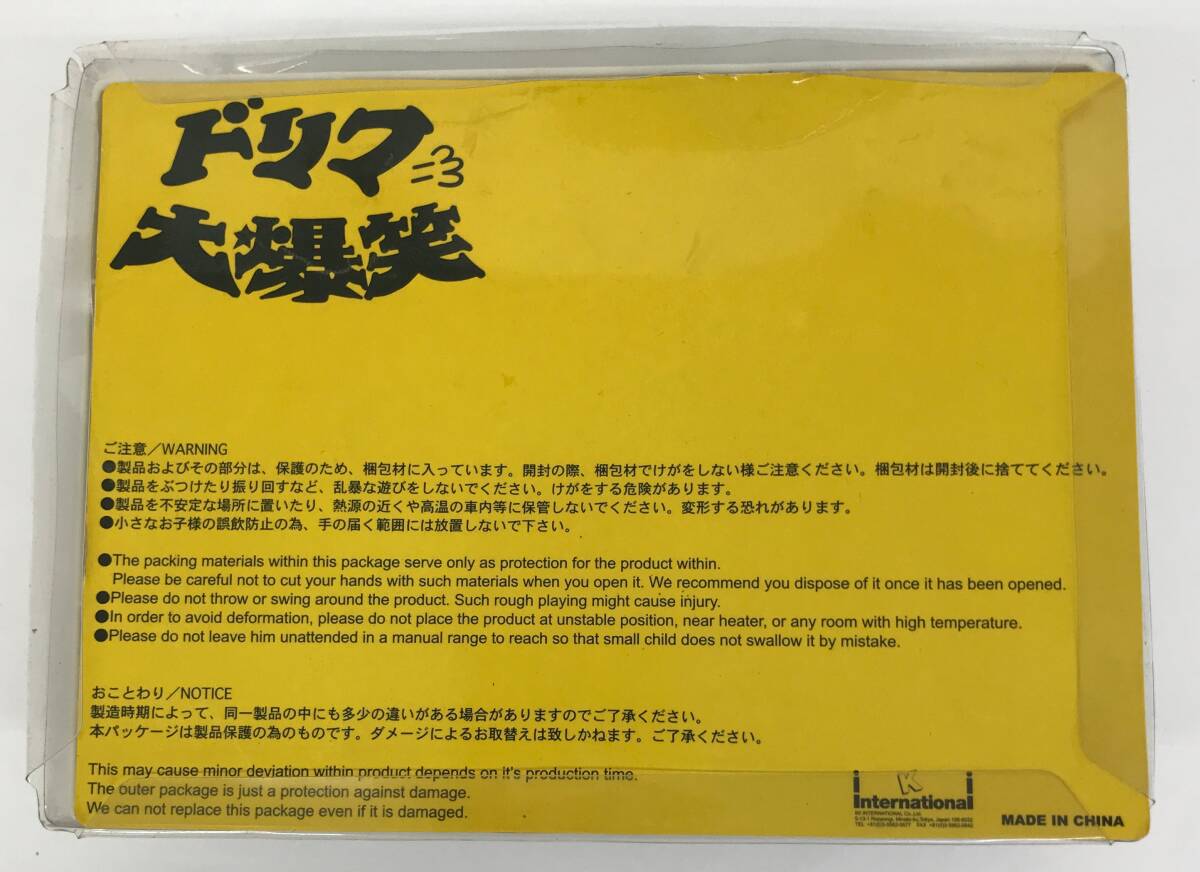 ドリフ
大爆笑
ご注意／WARNING
●製品およびその部分は、保護のため、梱包材に入っています。開封の際、梱包材でけがをしない様ご注意ください。梱包材は開封後に捨ててください。
●製品をぶつけたり振り回すなど、乱暴な遊びをしないでください。けがをする危険があります。
●製品を不安定な場所に置いたり、熱源の近くや高温の車内等に保管しないでください。変形する恐れがあります。
●小さなお子様の誤飲防止の為、手の届く範囲には放置しないで下さい。
●The packing materials within this package serve only as protection for the product within.
Please be careful not to cut your hands with such materials when you open it. We recommend you dispose of it once it has been opened.
●Please do not throw or swing around the product. Such rough playing might cause injury.
●In order to avoid deformation, please do not place the product at unstable position, near heater, or any room with high temperature.
●Please do not leave him unattended in a manual range to reach so that small child does not swallow it by mistake.
おことわり／NOTICE
製造時期によって、同一製品の中にも多少の違いがある場合がありますのでご了承ください。
本パッケージは製品保護の為のものです。ダメージによるお取替えは致しかねます。ご了承ください。
This may cause minor deviation within product depends on it's production time.
The outer package is just a protection against damage.
We can not replace this package even if it is damaged.
K
International
MADE IN CHINA